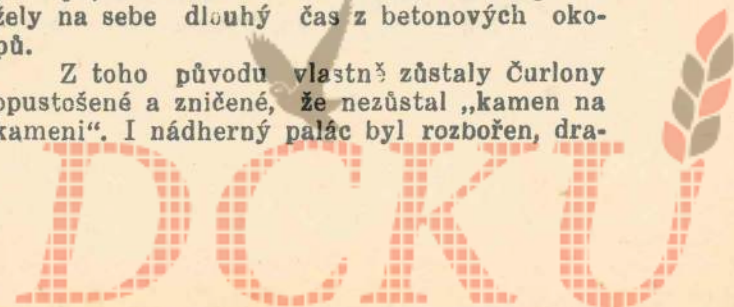 žely na sebe dlouhý čas z betonových oko-
pů.
Z toho původu vlastně zůstaly Čurlony
opustošené a zničené, že nezůstal „kamen na
kameni“. I nádherný palác byl rozbořen, dra-
DCKU